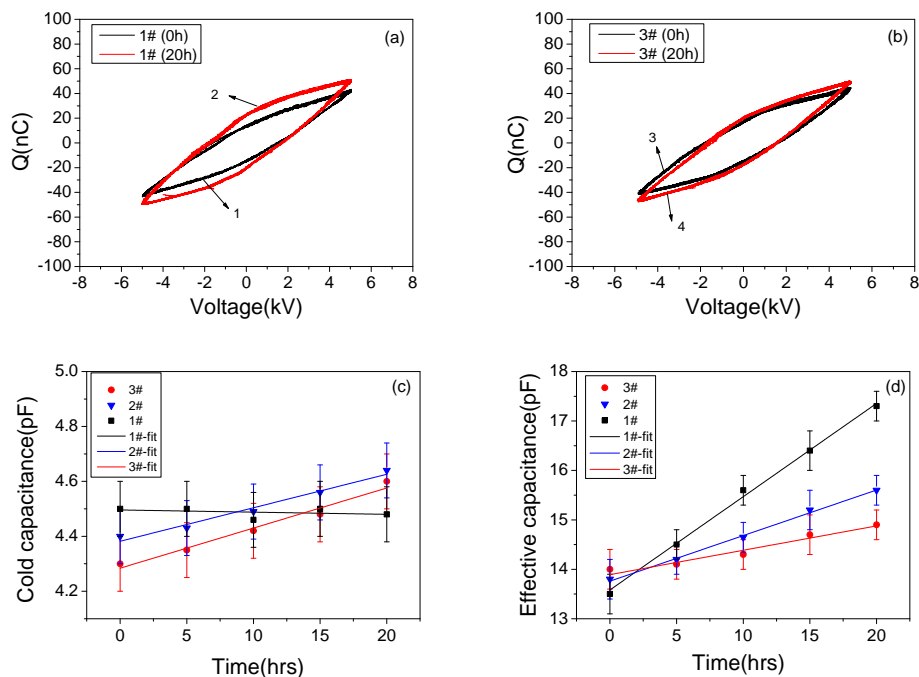 1# (0h)
1# (20h)
(a)
2
1
100
80
60
40
20
0
-20
-40
-60
-80
-100
Q(nC)
-8 -6 -4 -2 0 2 4 6 8
Voltage(kV)
3# (0h)
3# (20h)
(b)
3
4
100
80
60
40
20
0
-20
-40
-60
-80
-100
Q(nC)
-8 -6 -4 -2 0 2 4 6 8
Voltage(kV)
3#
2#
1#
1#-fit
2#-fit
3#-fit
(c)
5.0
4.8
4.6
4.4
4.2
Cold capacitance(pF)
0 5 10 15 20
Time(hrs)
3#
2#
1#
1#-fit
2#-fit
3#-fit
(d)
18
17
16
15
14
13
Effective capacitance(pF)
0 5 10 15 20
Time(hrs)